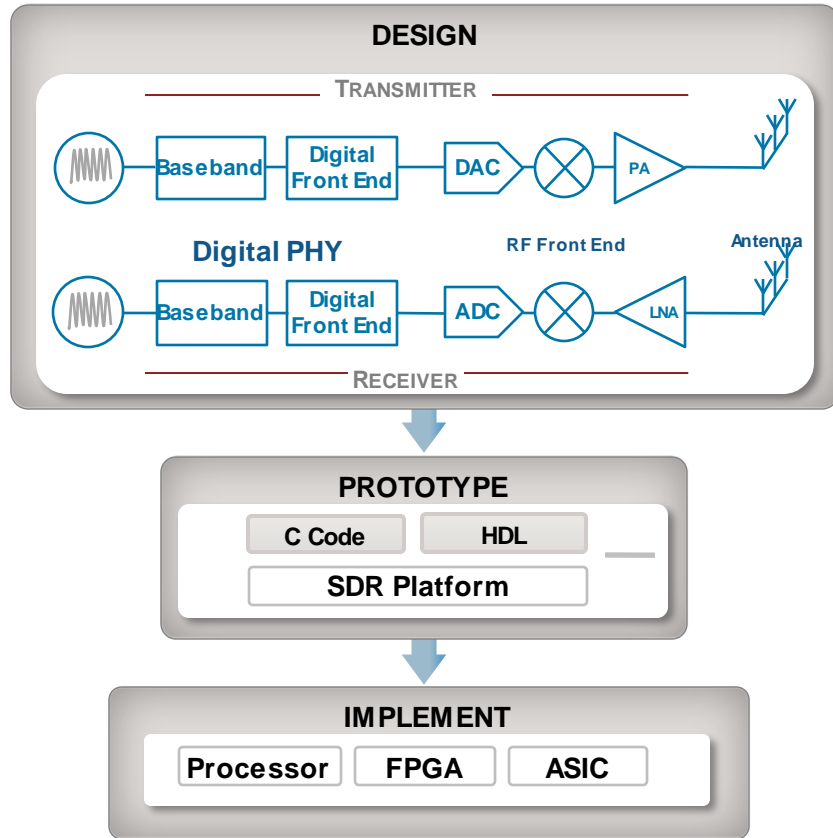 DESIGN
TRANSMITTER
Baseband
Digital
Front End
DAC
PA
Digital PHY
RF Front End
Antenna
Baseband
Digital
Front End
ADC
LNA
RECEIVER
PROTOTYPE
C Code
HDL
SDR Platform
IMPLEMENT
Processor
FPGA
ASIC